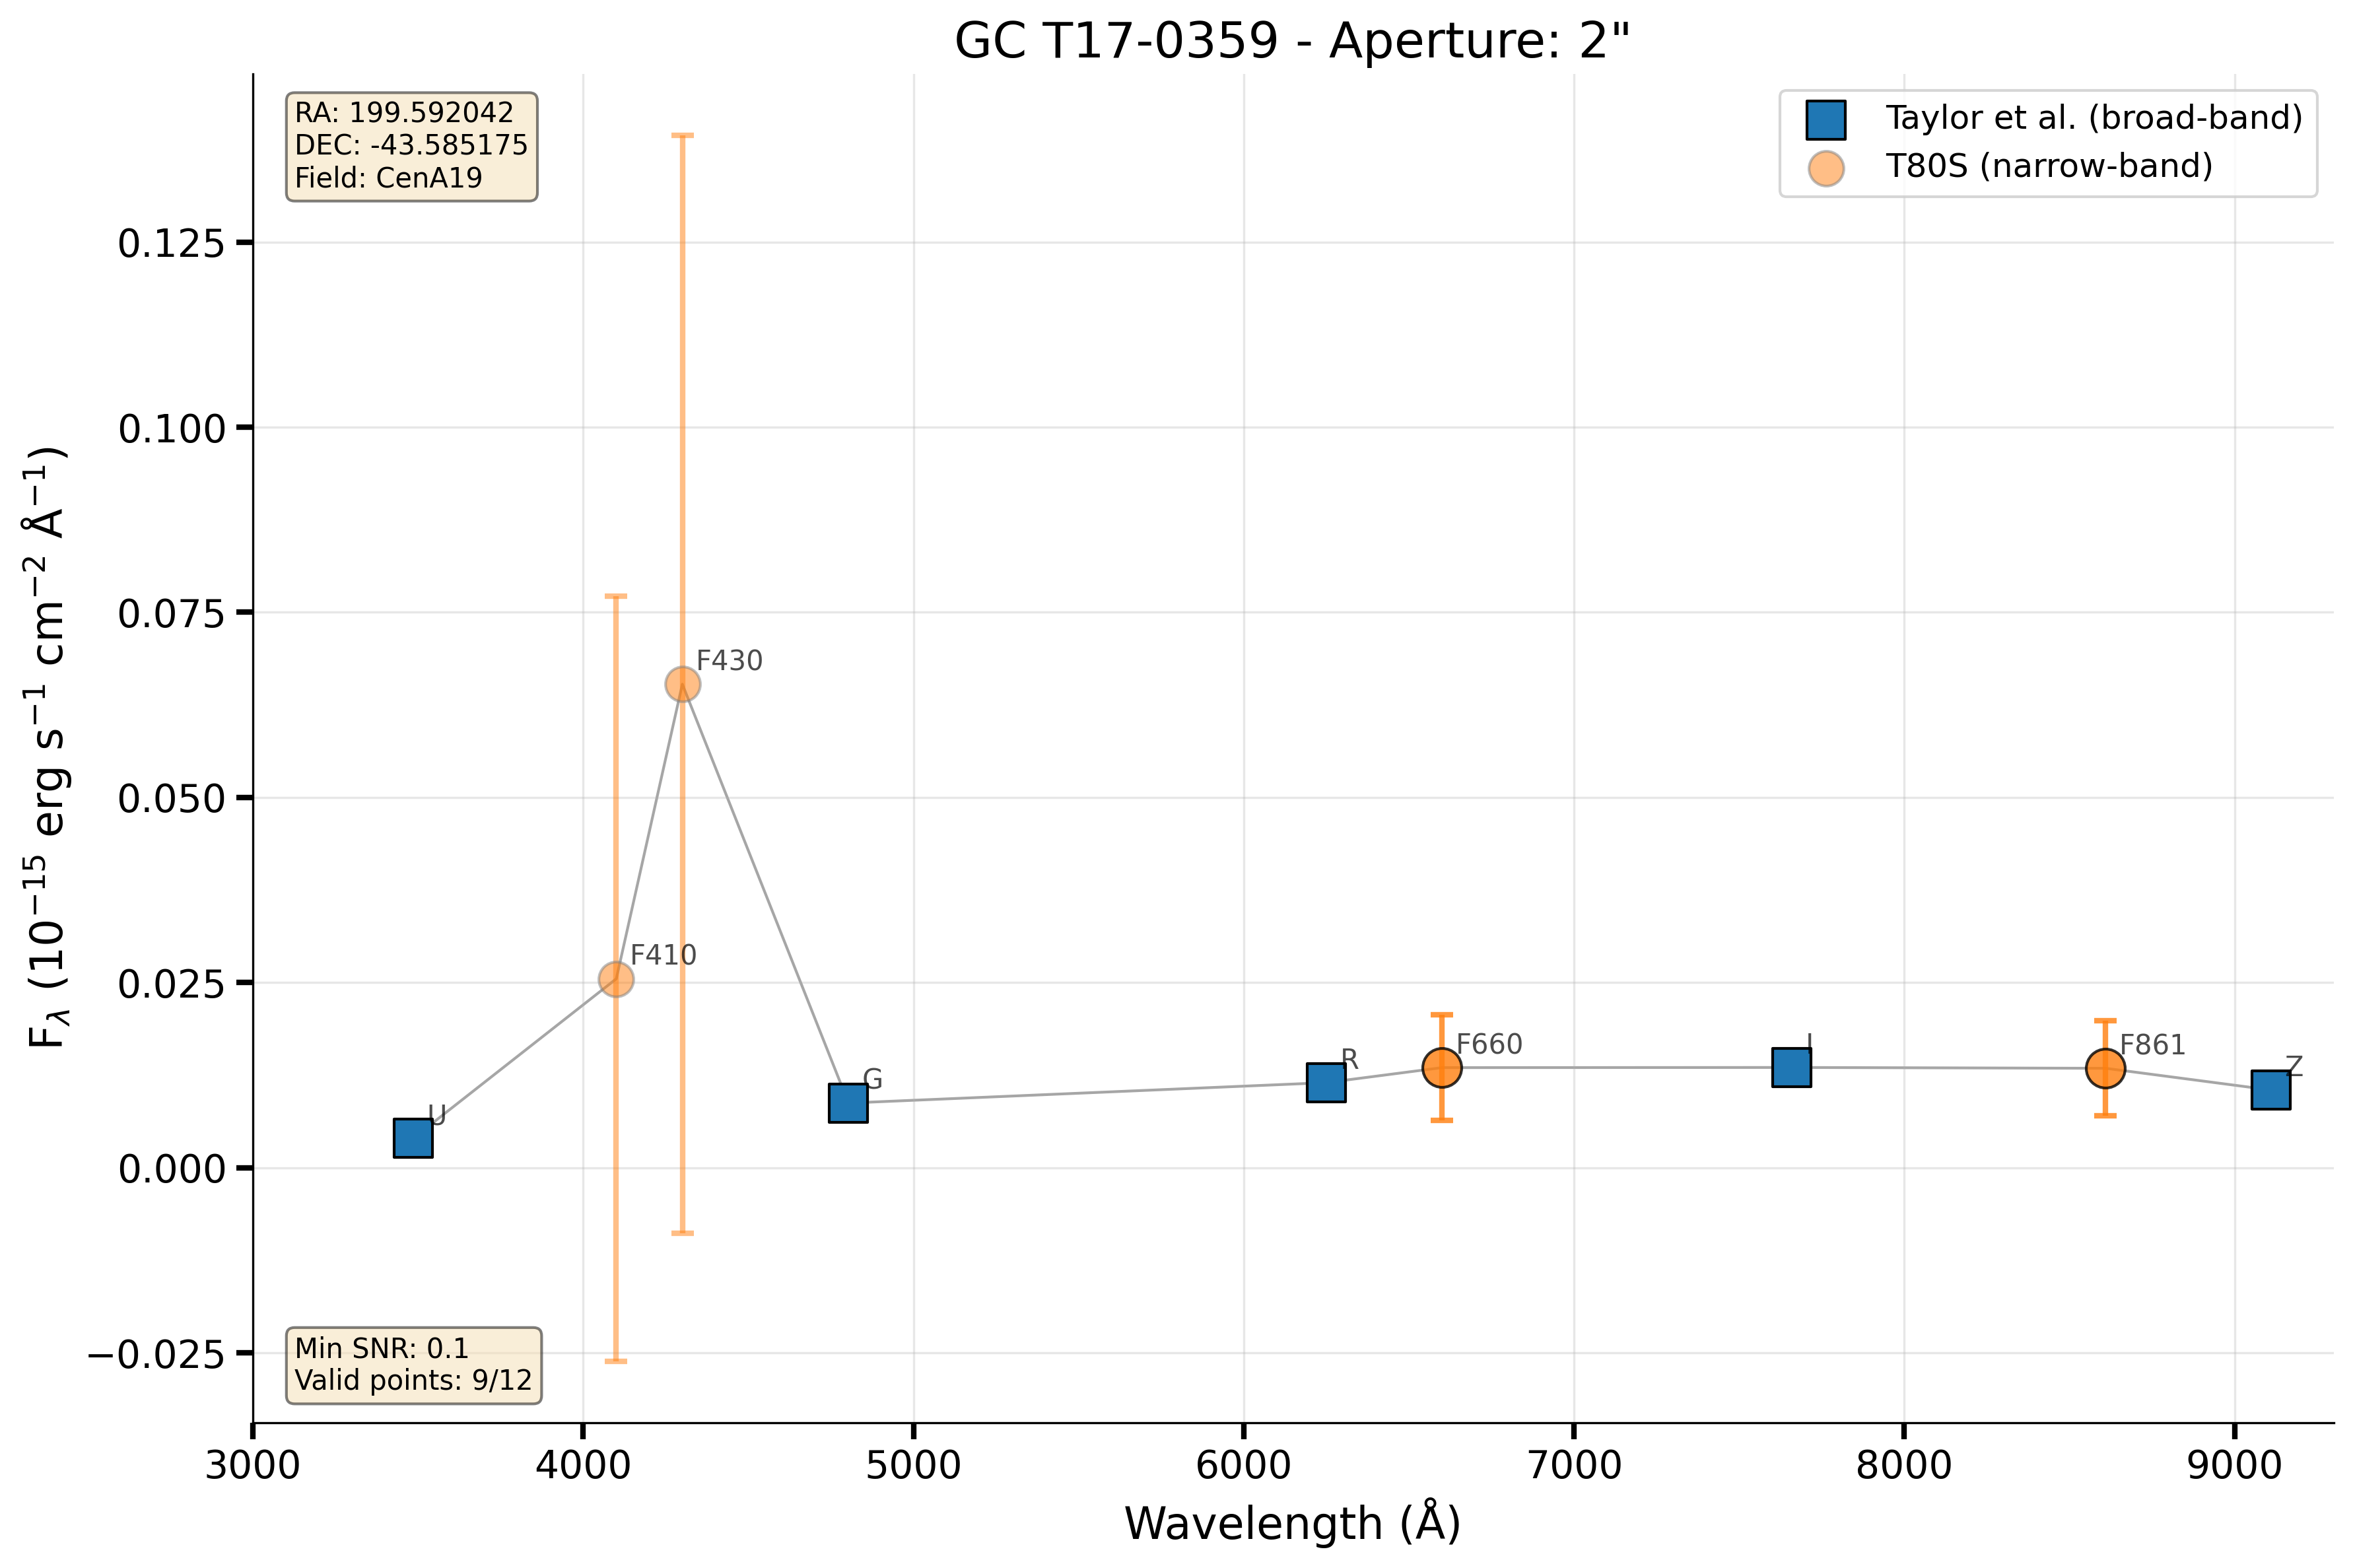 GC T17-0359 - Aperture: 2"
RA: 199.592042
DEC: -43.585175
Field: CenA19
Taylor et al. (broad-band)
T80S (narrow-band)
0.125
0.100
0.075
0.050
0.025
0.000
−0.025
F_λ (10⁻¹⁵ erg s⁻¹ cm⁻² Å⁻¹)
F430
F410
U
G
R
F660
I
F861
Z
Min SNR: 0.1
Valid points: 9/12
3000 4000 5000 6000 7000 8000 9000
Wavelength (Å)